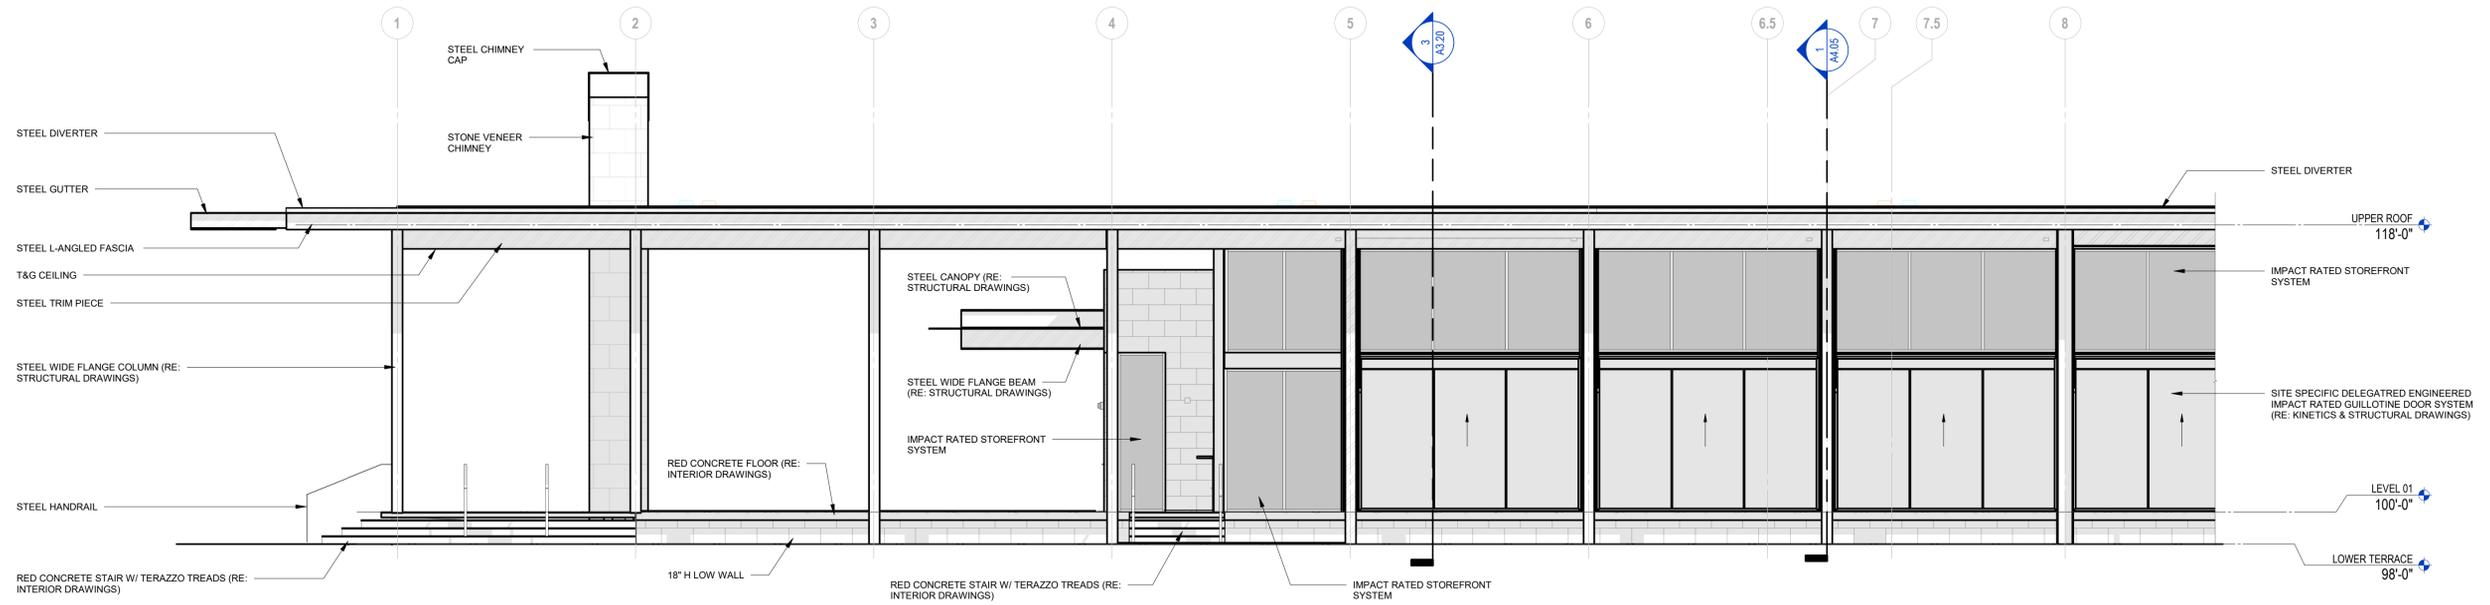 1
2
3
4
5
6
6.5
7
7.5
8
3
A3.20
1
A4.05
STEEL CHIMNEY
CAP
STEEL DIVERTER
STONE VENEER
CHIMNEY
STEEL DIVERTER
STEEL GUTTER
UPPER ROOF
118'-0"
STEEL L-ANGLED FASCIA
T&G CEILING
STEEL CANOPY (RE:
STRUCTURAL DRAWINGS)
IMPACT RATED STOREFRONT
SYSTEM
STEEL TRIM PIECE
STEEL WIDE FLANGE COLUMN (RE:
STRUCTURAL DRAWINGS)
STEEL WIDE FLANGE BEAM
(RE: STRUCTURAL DRAWINGS)
SITE SPECIFIC DELEGATRED ENGINEERED
IMPACT RATED GUILLOTINE DOOR SYSTEM
(RE: KINETICS & STRUCTURAL DRAWINGS)
IMPACT RATED STOREFRONT
SYSTEM
RED CONCRETE FLOOR (RE:
INTERIOR DRAWINGS)
LEVEL 01
100'-0"
STEEL HANDRAIL
LOWER TERRACE
98'-0"
RED CONCRETE STAIR W/ TERAZZO TREADS (RE:
INTERIOR DRAWINGS)
18" H LOW WALL
RED CONCRETE STAIR W/ TERAZZO TREADS (RE:
INTERIOR DRAWINGS)
IMPACT RATED STOREFRONT
SYSTEM